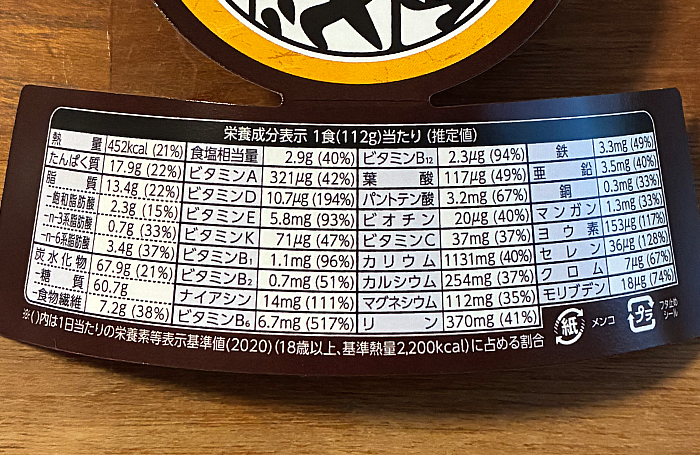 栄養成分表示 1食(112g)当たり (推定値)
熱量 452kcal (21%)
たんぱく質 17.9g (22%)
脂質 13.4g (22%)
–飽和脂肪酸 2.3g (15%)
–n-3系脂肪酸 0.7g (33%)
–n-6系脂肪酸 3.4g (37%)
炭水化物 67.9g (21%)
–糖質 60.7g
–食物繊維 7.2g (38%)
食塩相当量 2.9g (40%)
ビタミンA 321μg (42%)
ビタミンD 10.7μg (194%)
ビタミンE 5.8mg (93%)
ビタミンK 71μg (47%)
ビタミンB₁ 1.1mg (96%)
ビタミンB₂ 0.7mg (51%)
ナイアシン 14mg (111%)
ビタミンB₆ 6.7mg (517%)
ビタミンB₁₂ 2.3μg (94%)
葉酸 117μg (49%)
パントテン酸 3.2mg (67%)
ビオチン 20μg (40%)
ビタミンC 37mg (37%)
カリウム 1131mg (40%)
カルシウム 254mg (37%)
マグネシウム 112mg (35%)
リン 370mg (41%)
鉄 3.3mg (49%)
亜鉛 3.5mg (40%)
銅 0.3mg (33%)
マンガン 1.3mg (33%)
ヨウ素 153μg (117%)
セレン 36μg (128%)
クロム 7μg (67%)
モリブデン 18μg (74%)
※( )内は1日当たりの栄養素等表示基準値(2020) (18歳以上、基準熱量2,200kcal)に占める割合
紙 メンコ
プラ フタ止めシール